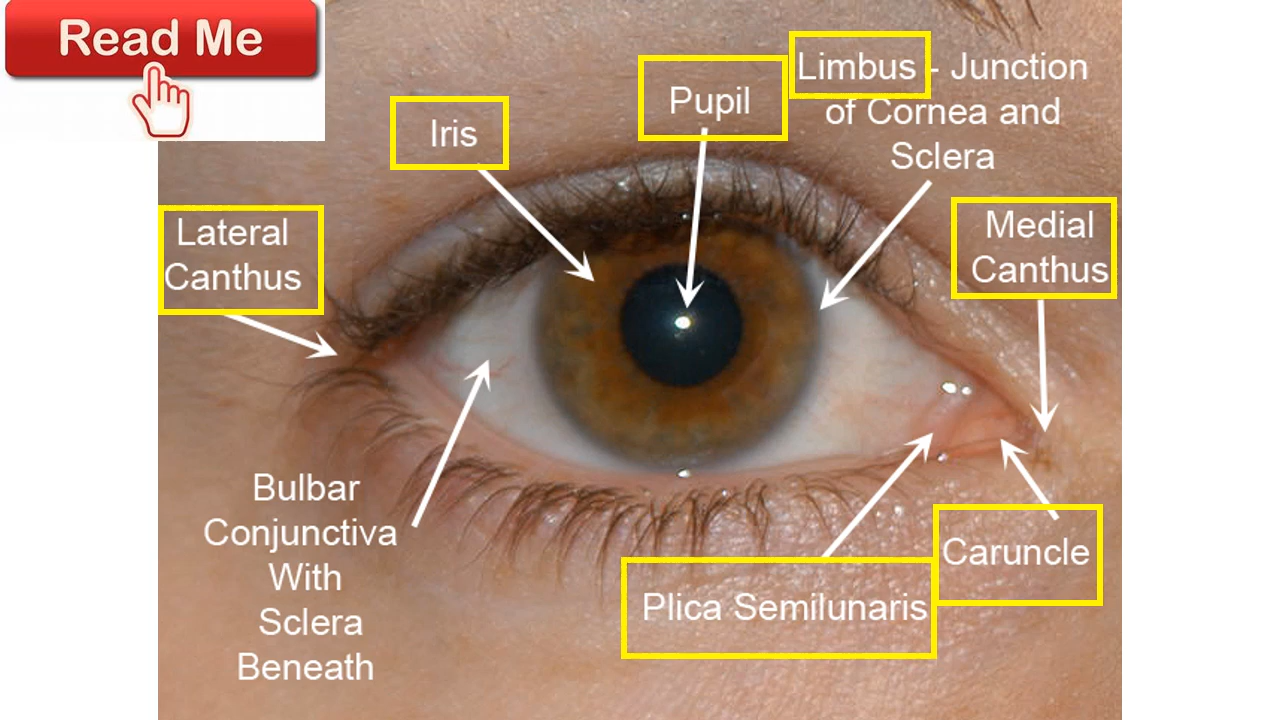 Read Me
Limbus - Junction
of Cornea and
Sclera
Pupil
Iris
Lateral
Canthus
Medial
Canthus
Bulbar
Conjunctiva
With
Sclera
Beneath
Plica Semilunaris
Caruncle